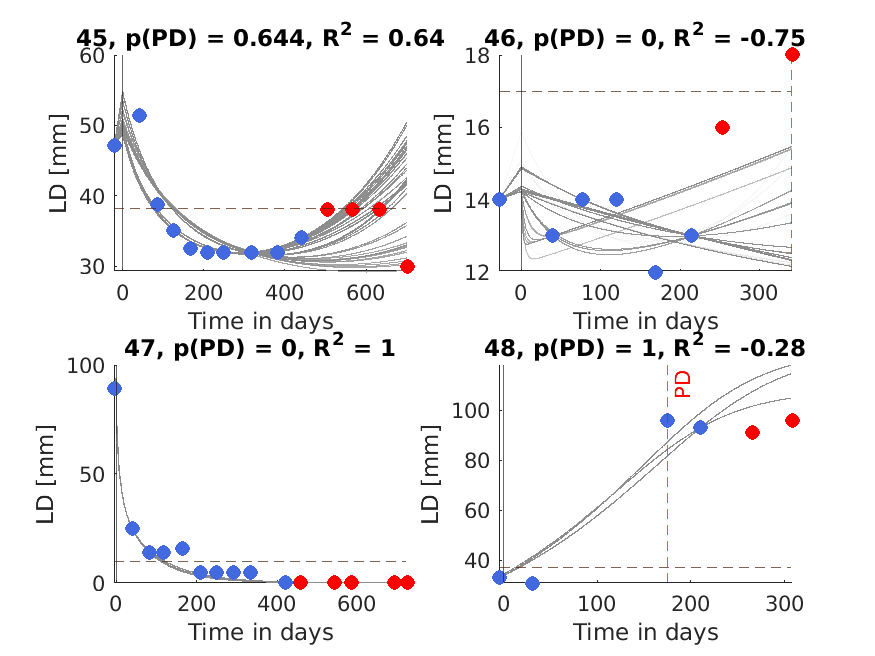 45, p(PD) = 0.644, R² = 0.64
60
50
40
30
LD [mm]
0 200 400 600
Time in days
46, p(PD) = 0, R² = -0.75
18
16
14
12
LD [mm]
0 100 200 300
Time in days
47, p(PD) = 0, R² = 1
100
50
0
LD [mm]
0 200 400 600
Time in days
48, p(PD) = 1, R² = -0.28
PD
100
80
60
40
LD [mm]
0 100 200 300
Time in days